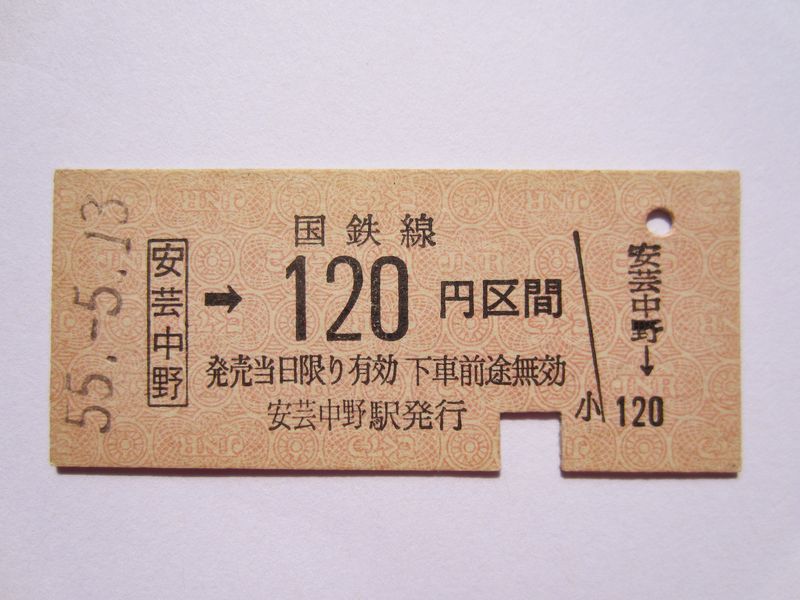 55.-5.13
安芸中野
国鉄線
➡ 120 円区間
発売当日限り有効 下車前途無効
安芸中野駅発行
安芸中野→
小 120